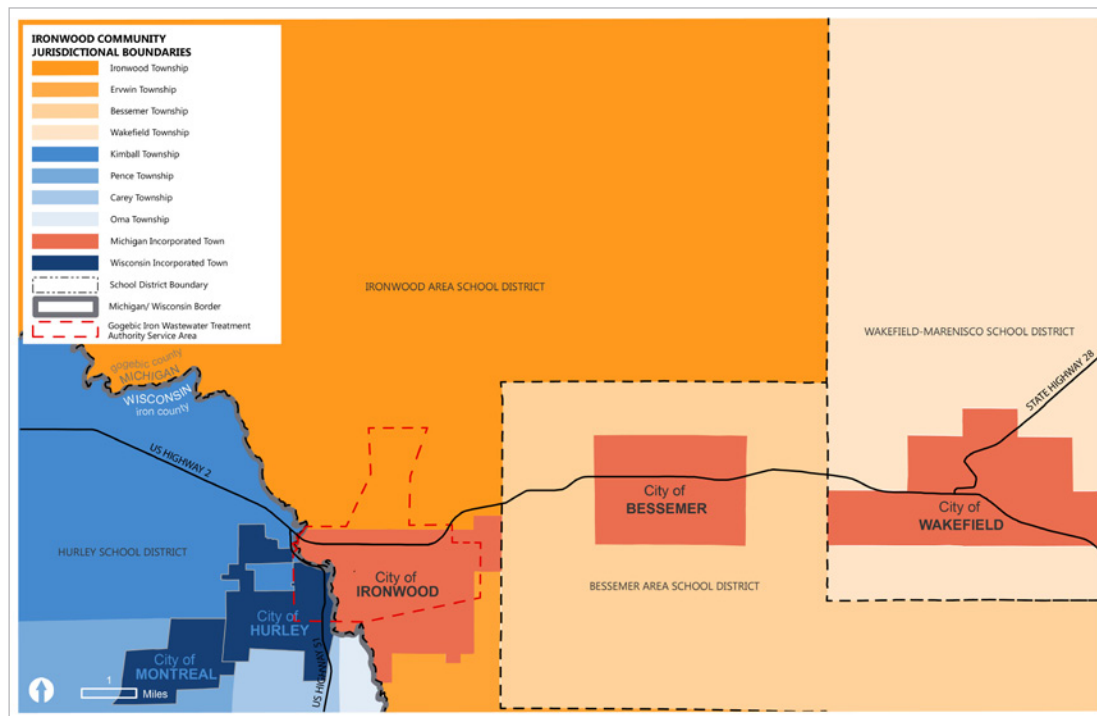 IRONWOOD COMMUNITY
JURISDICTIONAL BOUNDARIES
Ironwood Township
Ervwin Township
Bessemer Township
Wakefield Township
Kimball Township
Pence Township
Carey Township
Oma Township
Michigan Incorporated Town
Wisconsin Incorporated Town
School District Boundary
Michigan/ Wisconsin Border
Gogebic Iron Wastewater Treatment
Authority Service Area
IRONWOOD AREA SCHOOL DISTRICT
WAKEFIELD-MARENISCO SCHOOL DISTRICT
gogebic county
MICHIGAN
WISCONSIN
iron county
STATE HIGHWAY 28
US HIGHWAY 2
City of
BESSEMER
City of
WAKEFIELD
HURLEY SCHOOL DISTRICT
City of
IRONWOOD
BESSEMER AREA SCHOOL DISTRICT
City of
HURLEY
City of
MONTREAL
US HIGHWAY 51
1
Miles